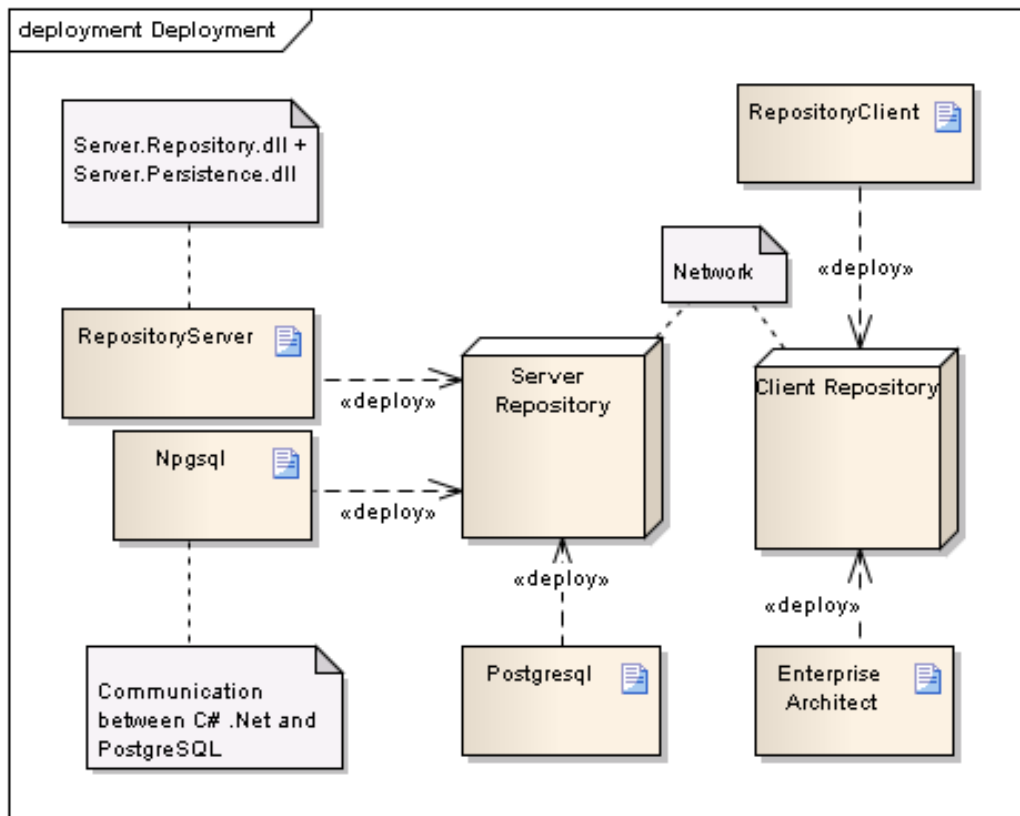 deployment Deployment
Server.Repository.dll +
Server.Persistence.dll
RepositoryClient
Network
«deploy»
RepositoryServer
«deploy»
Server
Repository
Client Repository
Npgsql
«deploy»
«deploy»
«deploy»
Communication
between C# .Net and
PostgreSQL
Postgresql
Enterprise
Architect